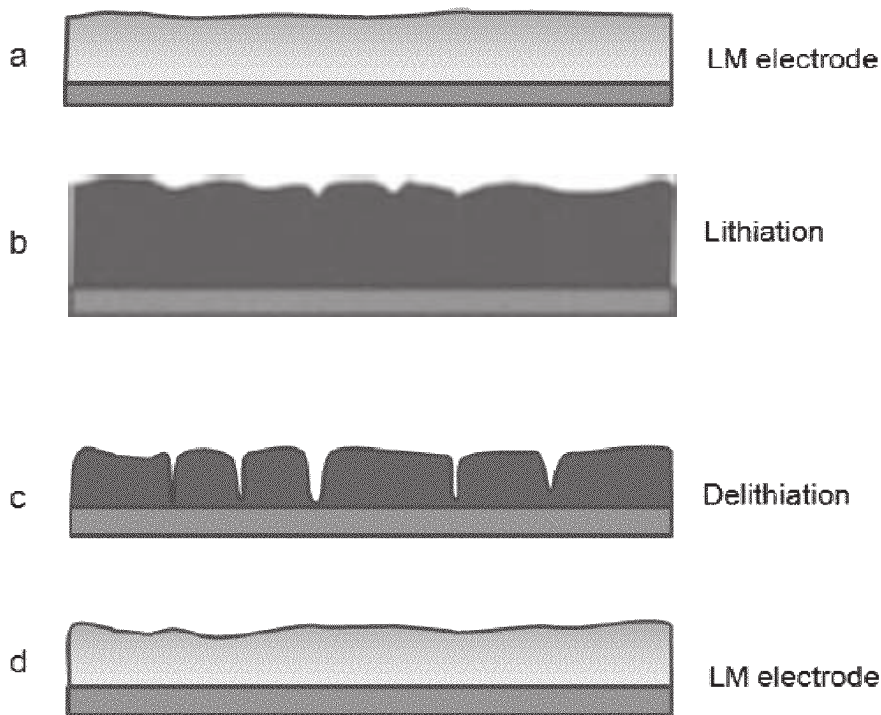 a
LM electrode
b
Lithiation
c
Delithiation
d
LM electrode